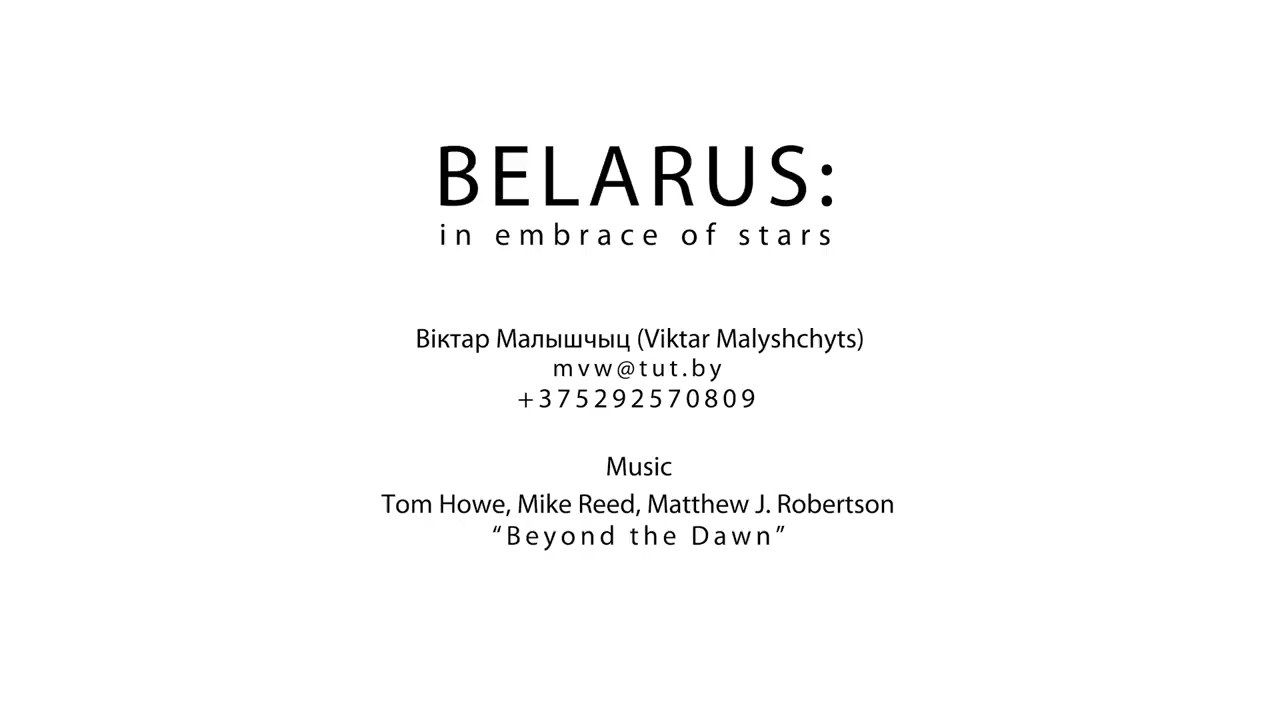 BELARUS:
in embrace of stars
Віктар Малышчыц (Viktar Malyshchyts)
mvw@tut.by
+375292570809
Music
Tom Howe, Mike Reed, Matthew J. Robertson
“Beyond the Dawn”